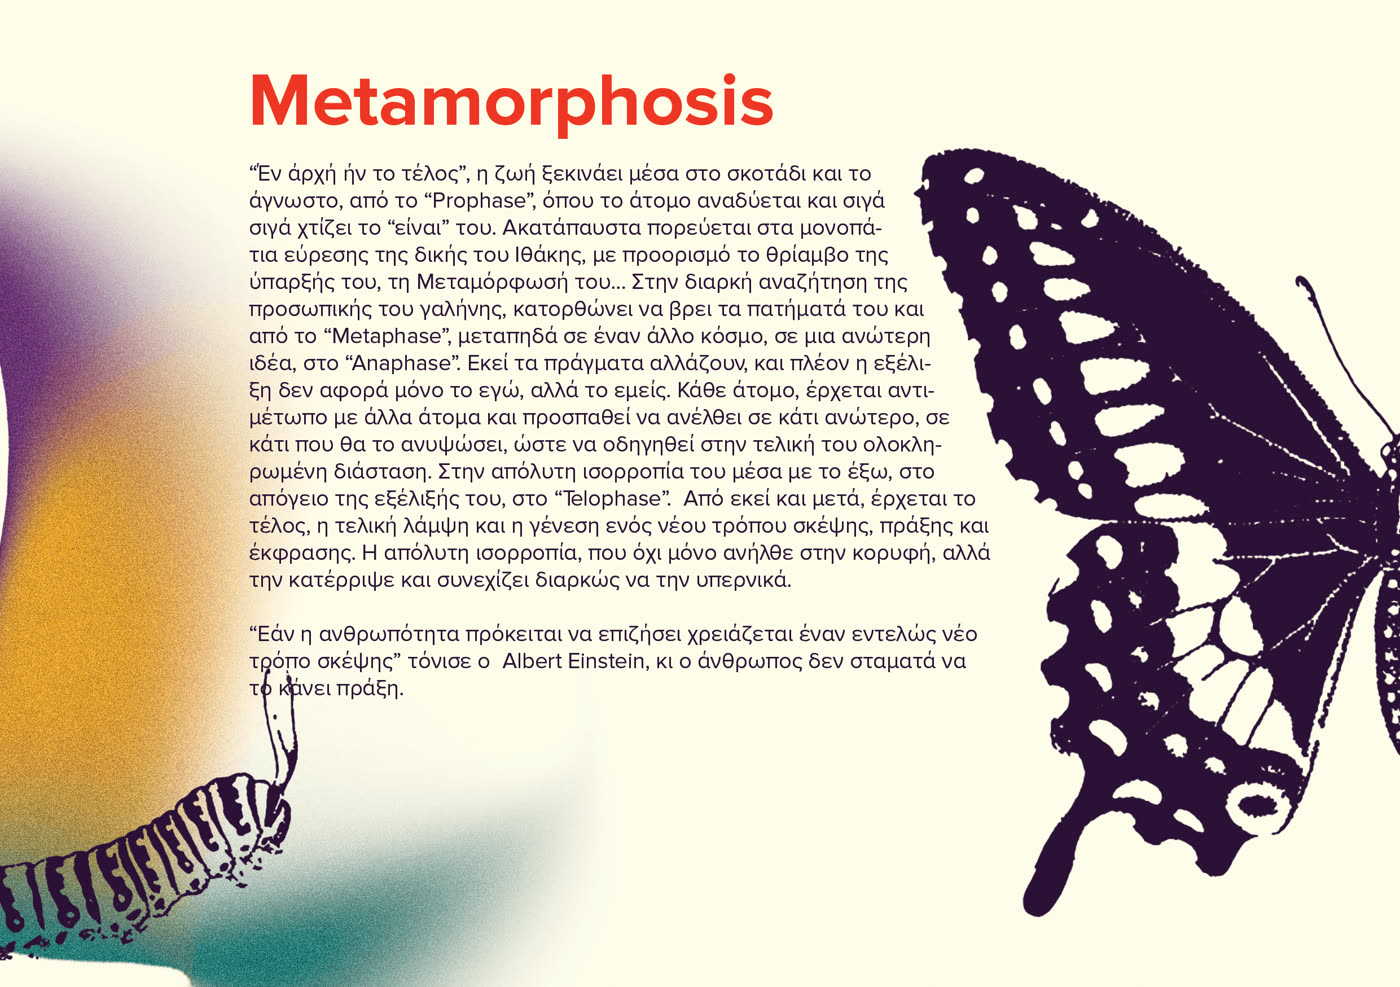 Metamorphosis
“Έν άρχή ήν το τέλος”, η ζωή ξεκινάει μέσα στο σκοτάδι και το
άγνωστο, από το “Prophase”, όπου το άτομο αναδύεται και σιγά
σιγά χτίζει το “είναι” του. Ακατάπαυστα πορεύεται στα μονοπά-
τια εύρεσης της δικής του Ιθάκης, με προορισμό το θρίαμβο της
ύπαρξής του, τη Μεταμόρφωσή του... Στην διαρκή αναζήτηση της
προσωπικής του γαλήνης, κατορθώνει να βρει τα πατήματά του και
από το “Metaphase”, μεταπηδά σε έναν άλλο κόσμο, σε μια ανώτερη
ιδέα, στο “Anaphase”. Εκεί τα πράγματα αλλάζουν, και πλέον η εξέλι-
ξη δεν αφορά μόνο το εγώ, αλλά το εμείς. Κάθε άτομο, έρχεται αντι-
μέτωπο με άλλα άτομα και προσπαθεί να ανέλθει σε κάτι ανώτερο, σε
κάτι που θα το ανυψώσει, ώστε να οδηγηθεί στην τελική του ολοκλη-
ρωμένη διάσταση. Στην απόλυτη ισορροπία του μέσα με το έξω, στο
απόγειο της εξέλιξής του, στο “Telophase”.  Από εκεί και μετά, έρχεται το
τέλος, η τελική λάμψη και η γένεση ενός νέου τρόπου σκέψης, πράξης και
έκφρασης. Η απόλυτη ισορροπία, που όχι μόνο ανήλθε στην κορυφή, αλλά
την κατέρριψε και συνεχίζει διαρκώς να την υπερνικά.
“Εάν η ανθρωπότητα πρόκειται να επιζήσει χρειάζεται έναν εντελώς νέο
τρόπο σκέψης” τόνισε ο  Albert Einstein, κι ο άνθρωπος δεν σταματά να
το κάνει πράξη.